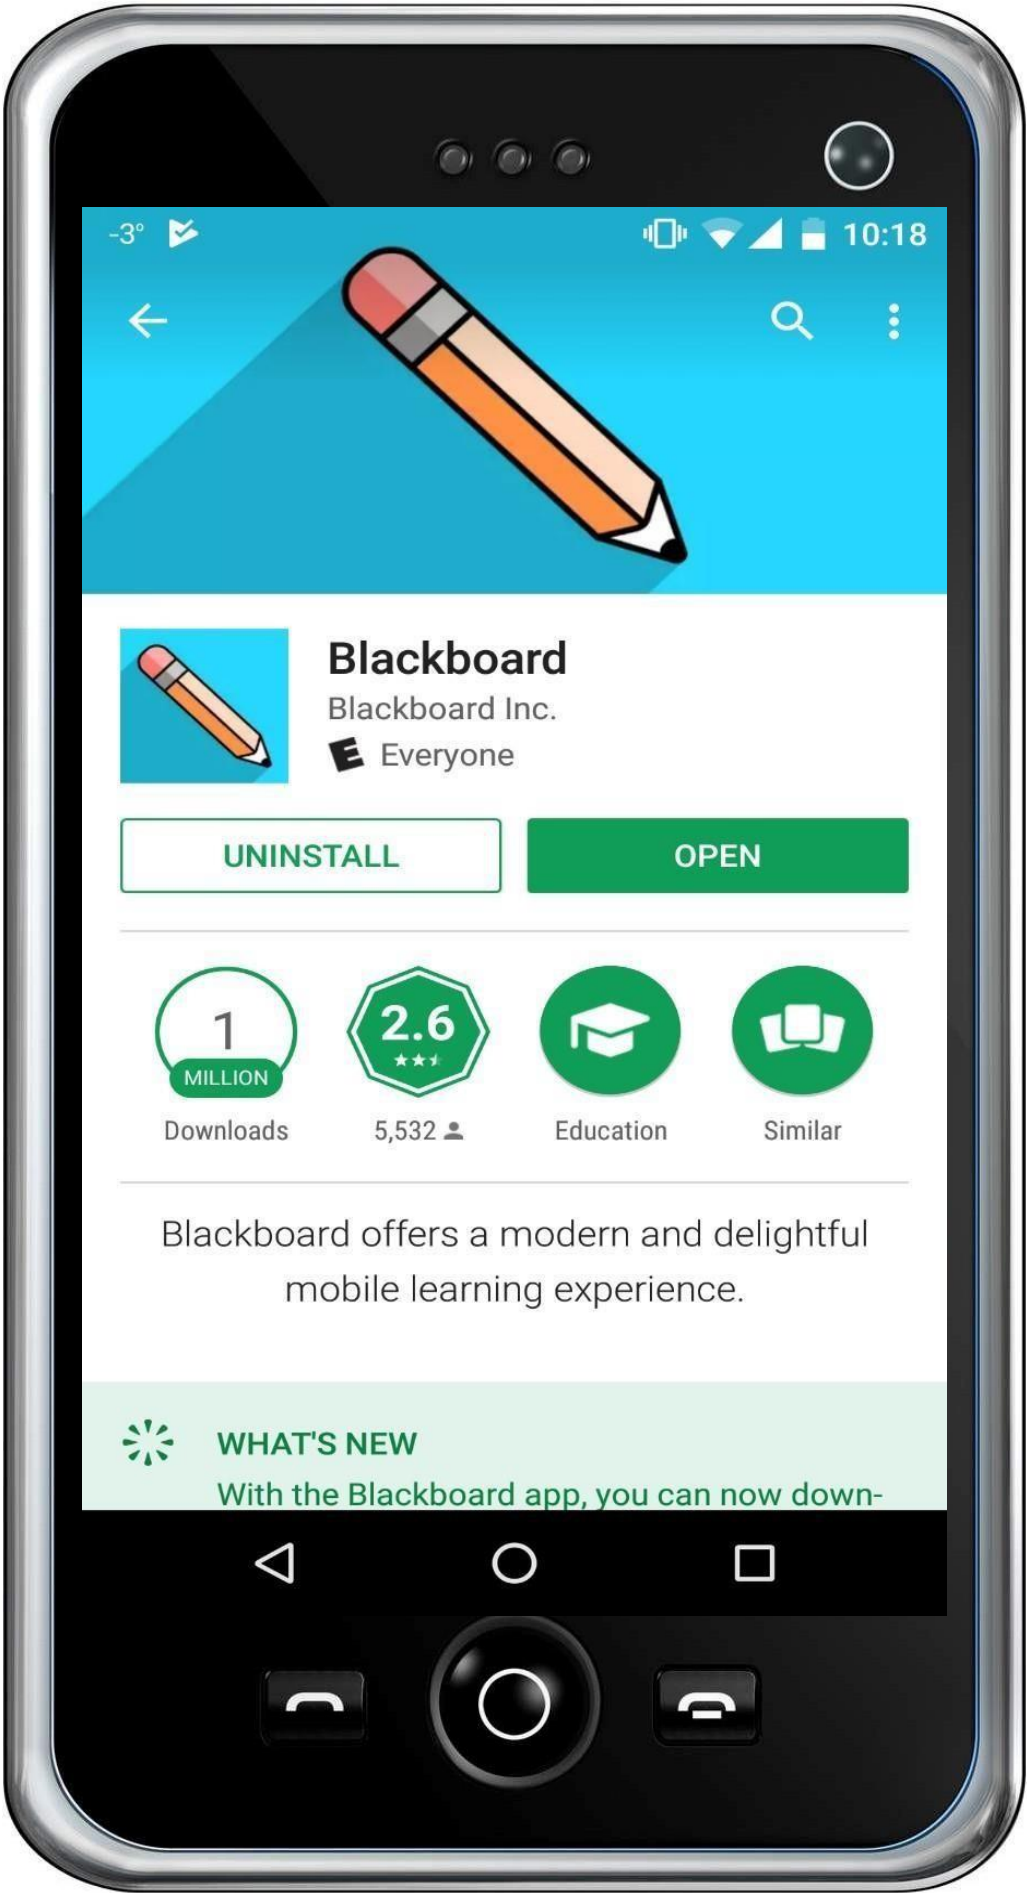 -3° 10:18
Blackboard
Blackboard Inc.
E Everyone
UNINSTALL OPEN
1 2.6
MILLION
Downloads 5,532 Education Similar
Blackboard offers a modern and delightful
mobile learning experience.
WHAT'S NEW
With the Blackboard app, you can now down-